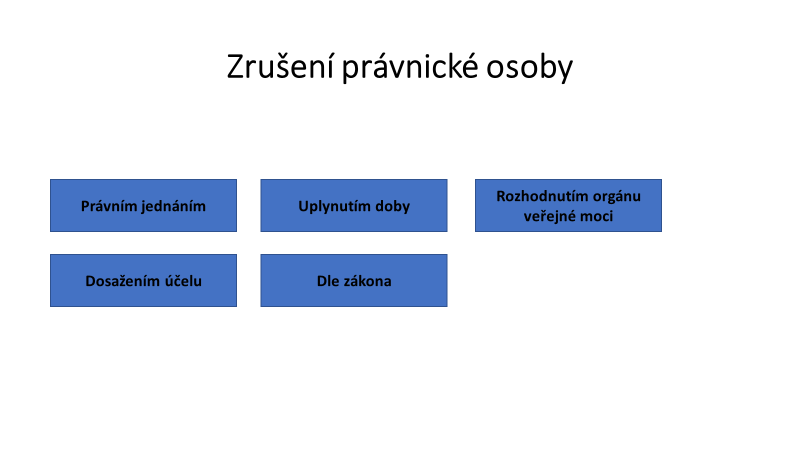 Zrušení právnické osoby
Právním jednáním
Uplynutím doby
Rozhodnutím orgánu
veřejné moci
Dosažením účelu
Dle zákona